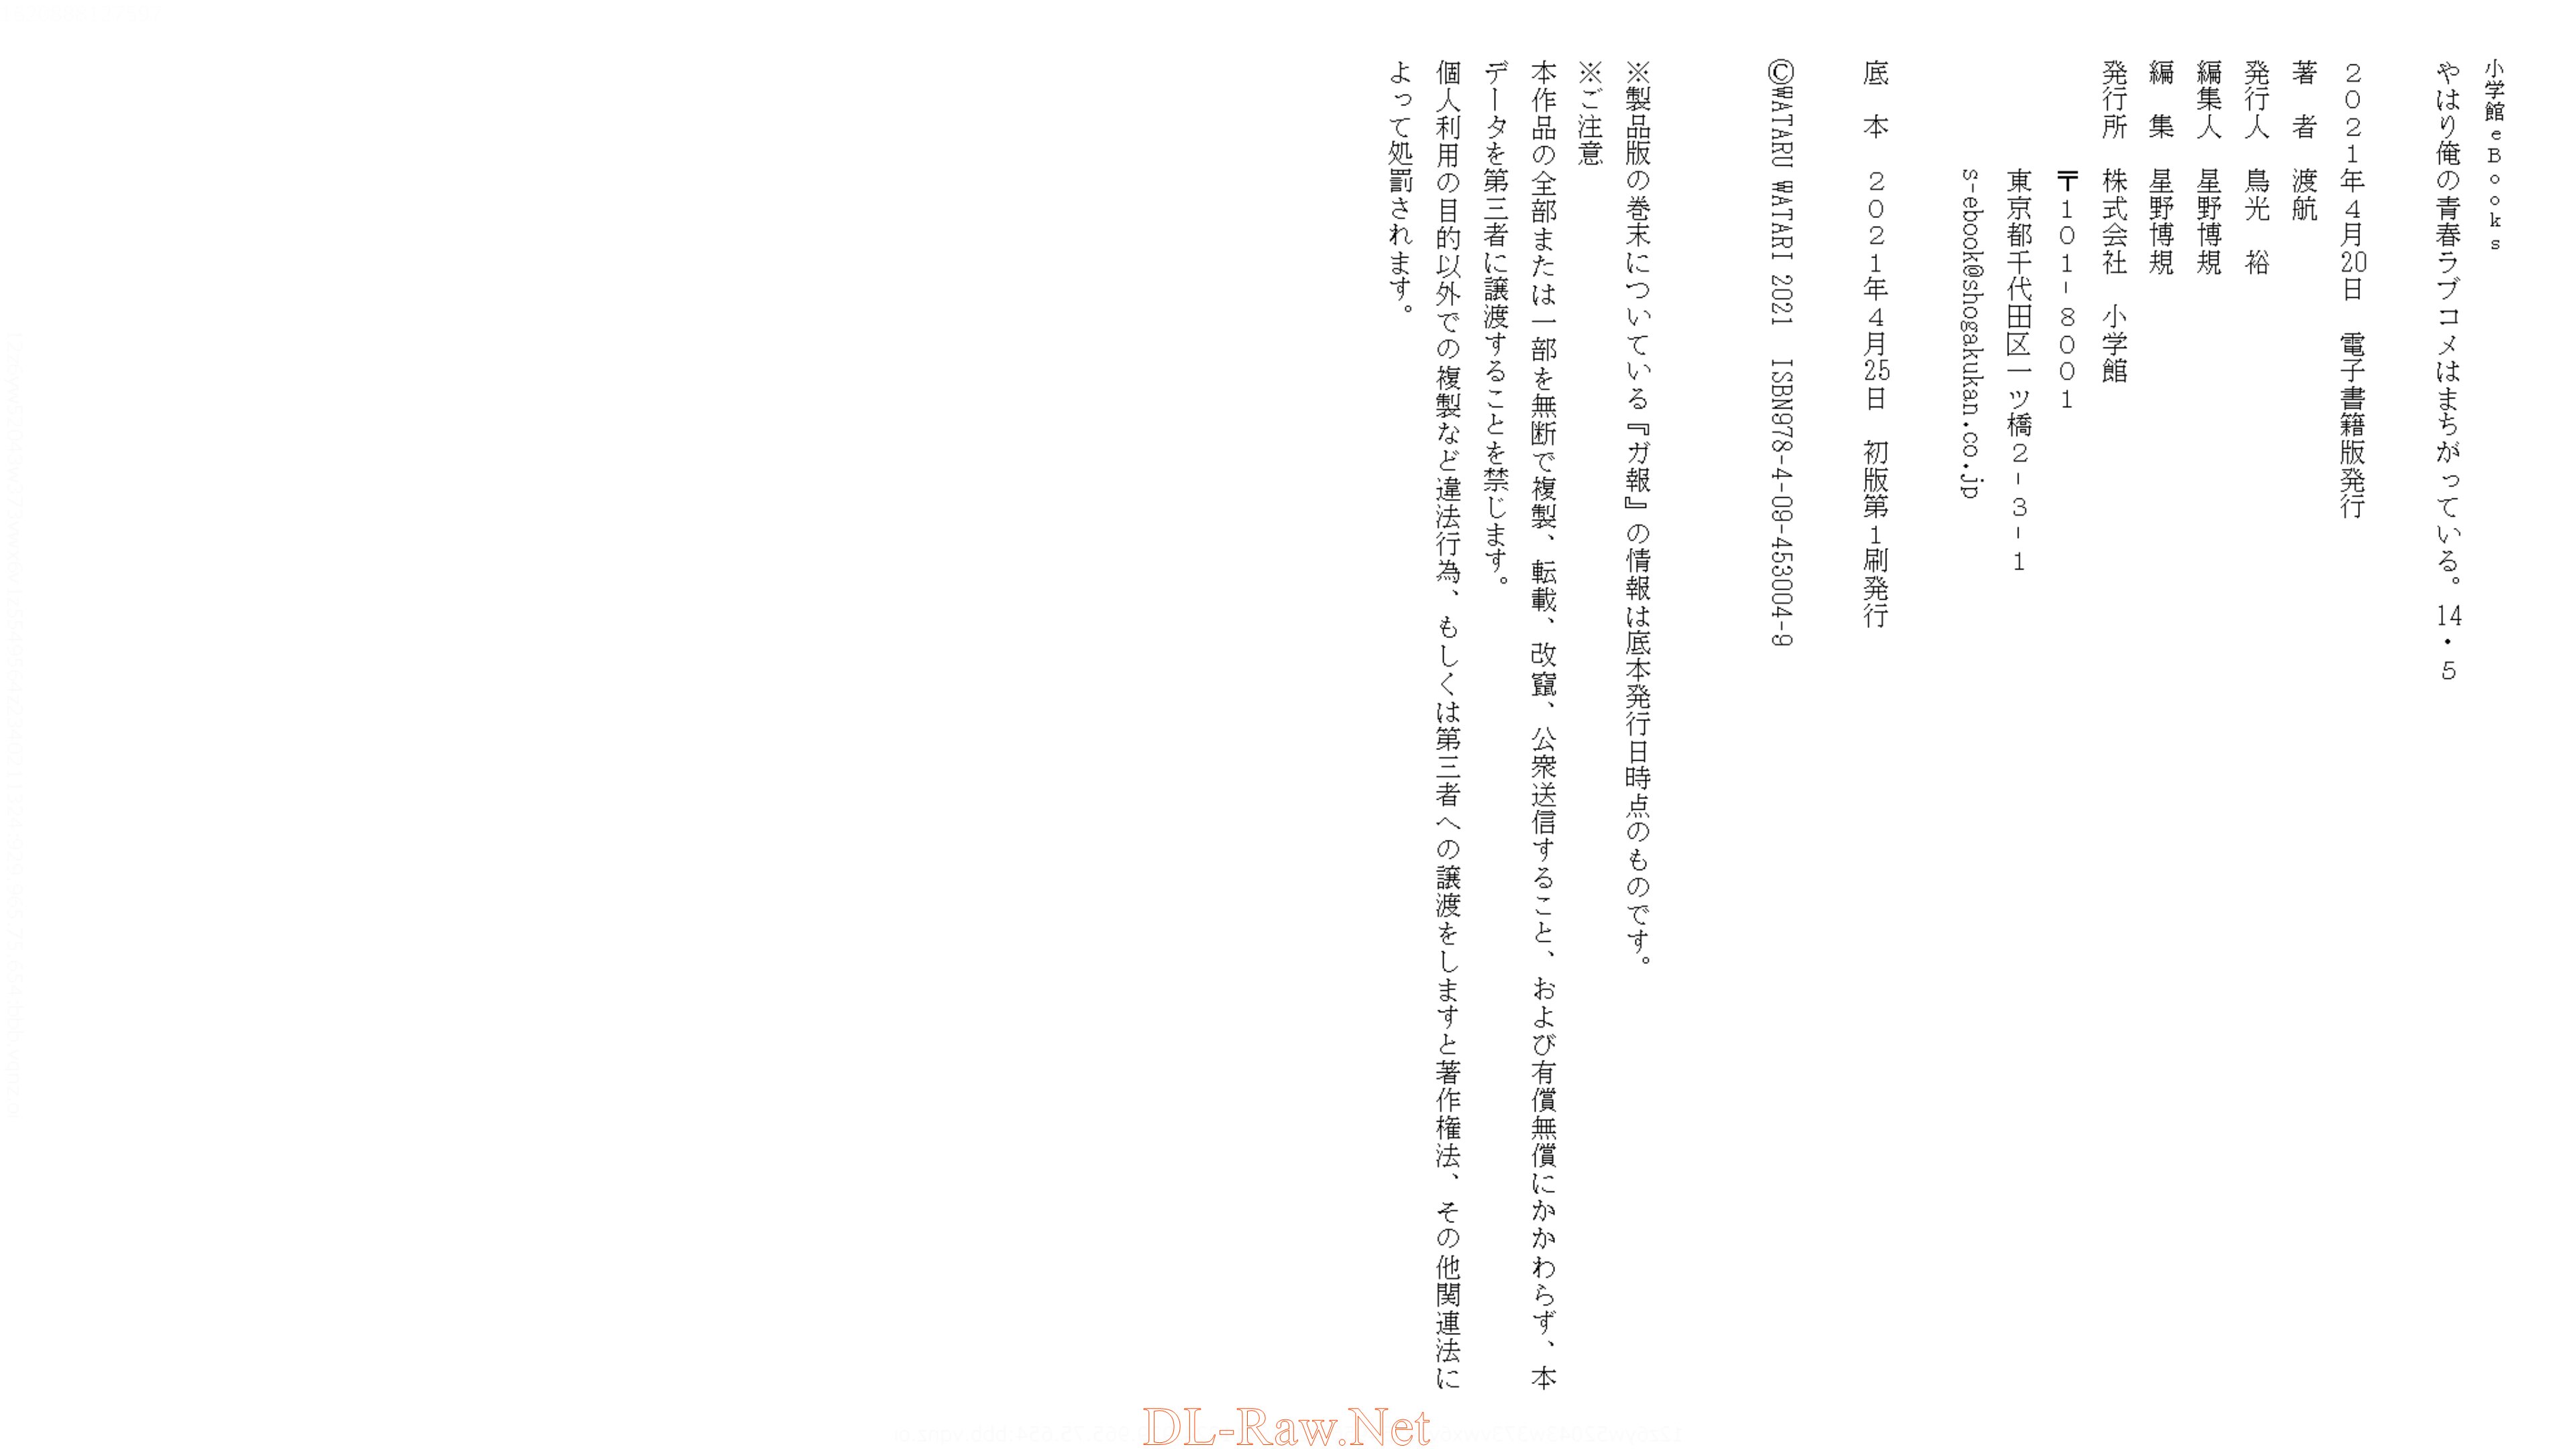 小学館eBooks
やはり俺の青春ラブコメはまちがっている。14・5
2021年4月20日　電子書籍版発行
著　者　渡航
発行人　鳥光　裕
編集人　星野博規
編　集　星野博規
発行所　株式会社　小学館
〒101-8001
東京都千代田区一ツ橋2-3-1
s-ebook@shogakukan.co.jp
底　本　2021年4月25日　初版第1刷発行
©WATARU WATARI 2021　ISBN978-4-09-453004-9
※製品版の巻末についている『ガ報』の情報は底本発行日時点のものです。
※ご注意
本作品の全部または一部を無断で複製、転載、改竄、公衆送信すること、および有償無償にかかわらず、本
データを第三者に譲渡することを禁じます。
個人利用の目的以外での複製など違法行為、もしくは第三者への譲渡をしますと著作権法、その他関連法に
よって処罰されます。
DL-Raw.Net